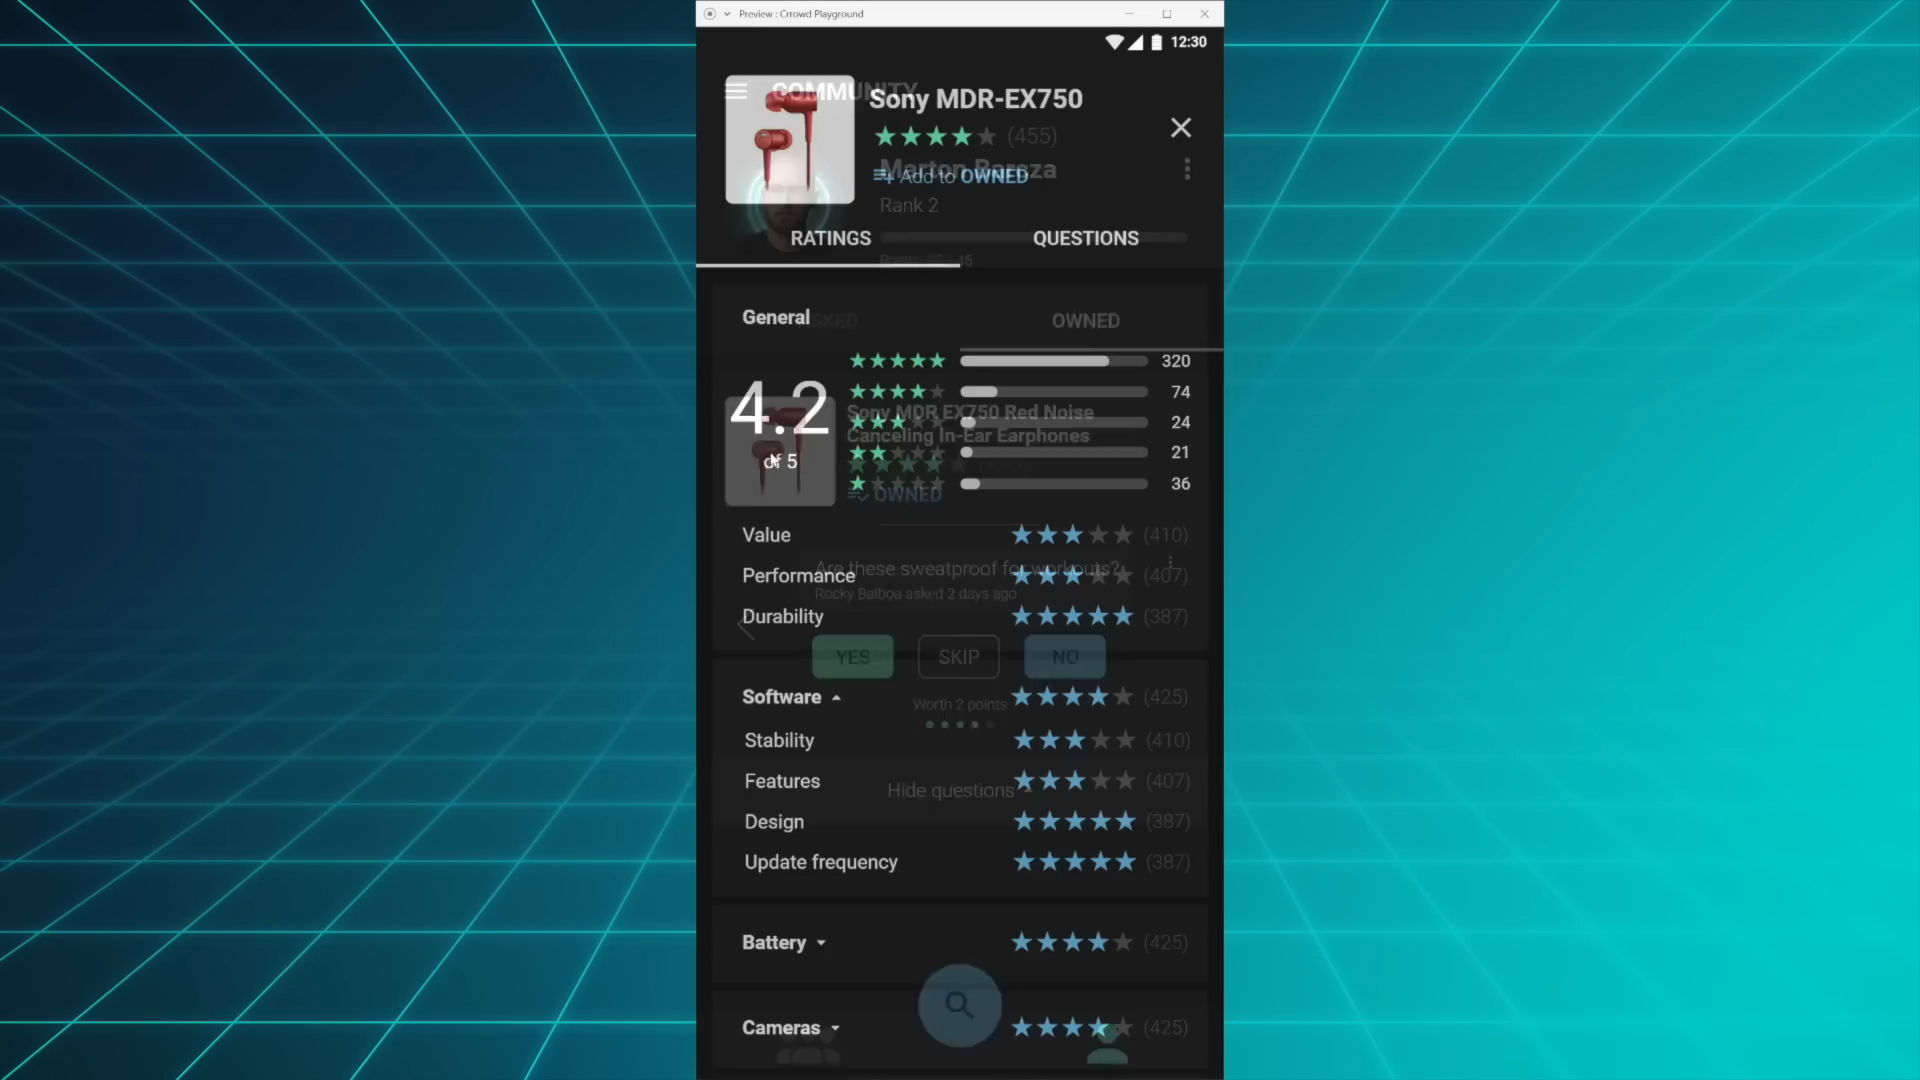 Preview : Crrowd Playground
12:30
COMMUNITY
Sony MDR-EX750
(455)
Add to OWNED
Rank 2
RATINGS
QUESTIONS
General
OWNED
320
4.2
74
Sony MDR EX750 Red Noise
24
Canceling In-Ear Earphones
21
of 5
36
OWNED
Value
(410)
Are these sweatproof for workouts?
Performance
(407)
Rocky Balboa asked 2 days ago
Durability
(387)
YES
SKIP
NO
Software
(425)
Worth 2 points
Stability
(410)
Features
(407)
Hide questions
Design
(387)
Update frequency
(387)
Battery
(425)
Cameras
(425)